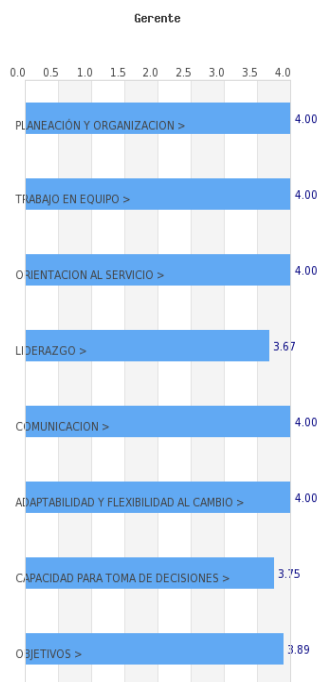 Gerente
0.0 0.5 1.0 1.5 2.0 2.5 3.0 3.5 4.0
PLANEACIÓN Y ORGANIZACION > 4.00
TRABAJO EN EQUIPO > 4.00
ORIENTACION AL SERVICIO > 4.00
LIDERAZGO > 3.67
COMUNICACION > 4.00
ADAPTABILIDAD Y FLEXIBILIDAD AL CAMBIO > 4.00
CAPACIDAD PARA TOMA DE DECISIONES > 3.75
OBJETIVOS > 3.89